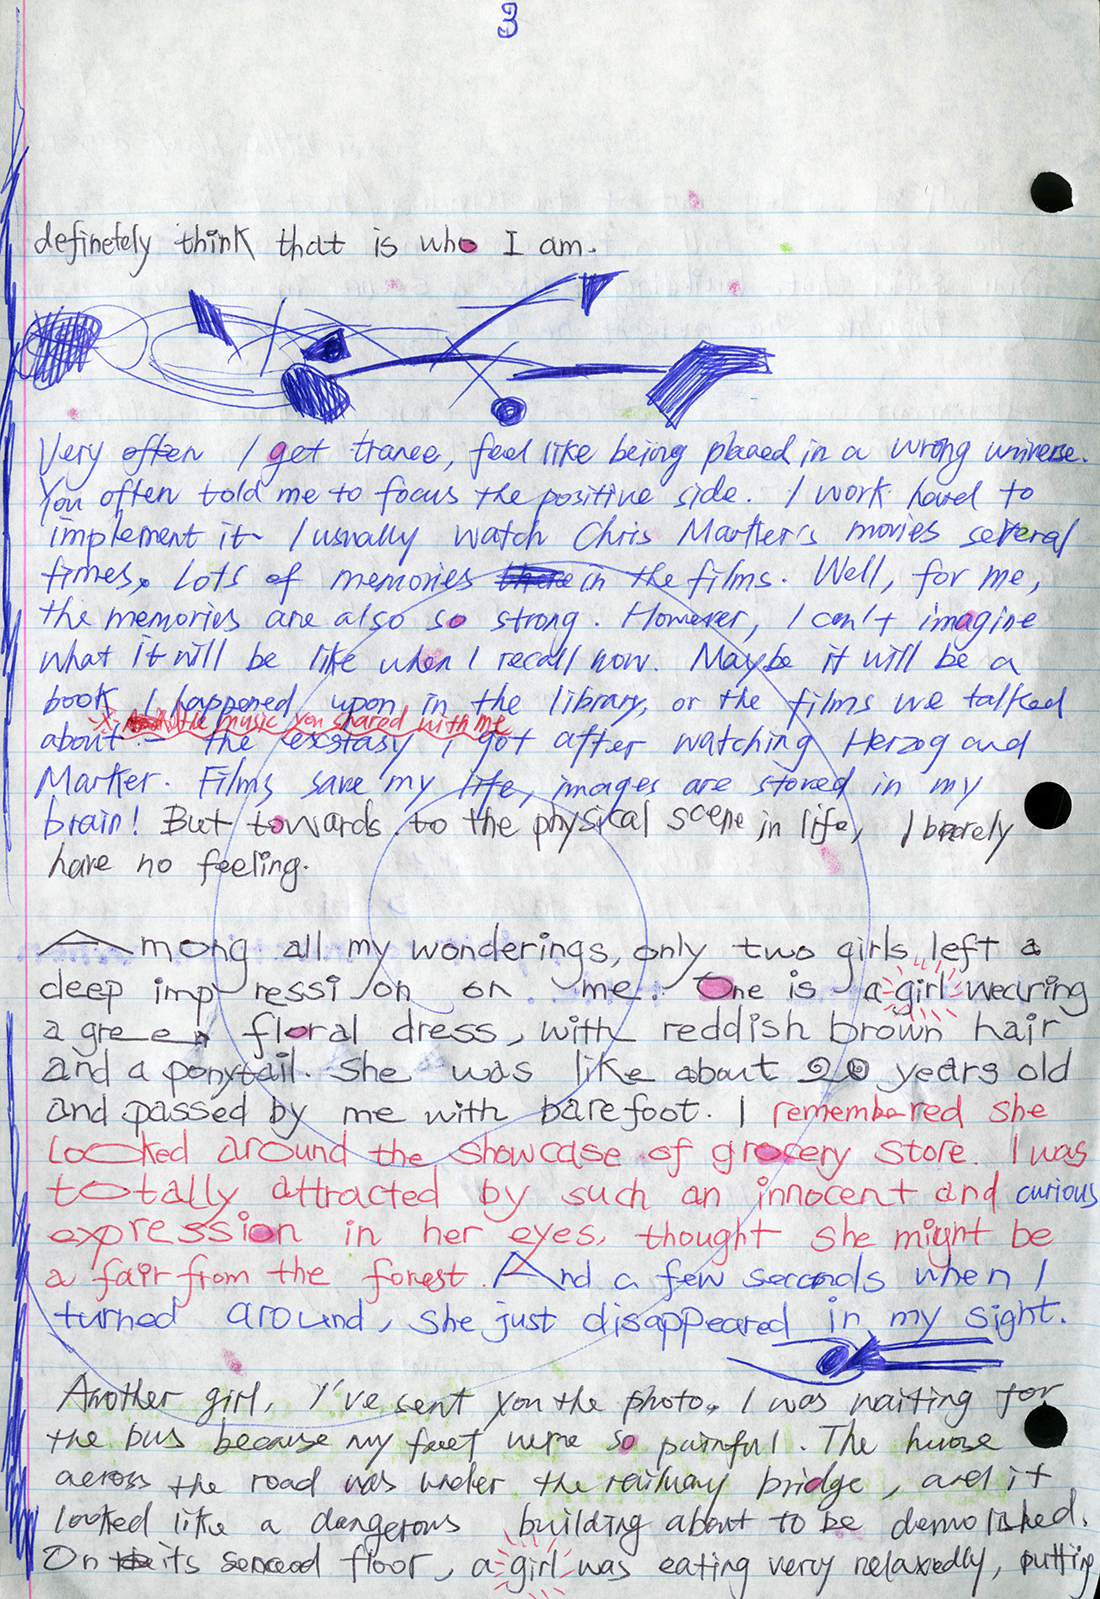 3
definetely think that is who I am.
Very often I get trance, feel like being placed in a wrong universe.
You often told me to focus the positive side. I work hard to
implement it. I usually watch Chris Marker's movies several
times, Lots of memories in the films. Well, for me,
the memories are also so strong. However, I can't imagine
what it will be like when I recall now. Maybe it will be a
book I happened upon in the library, or the films we talked
the music you shared with me
about — the exstasy I got after watching Herzog and
Marker. Films save my life, images are stored in my
brain! But towards to the physical scene in life, I barely
have no feeling.
Among all my wonderings, only two girls left a
deep impression on me. One is a girl wearing
a green floral dress, with reddish brown hair
and a ponytail. She was like about 20 years old
and passed by me with barefoot. I remembered she
looked around the showcase of grocery store. I was
totally attracted by such an innocent and curious
expression in her eyes, thought she might be
a fair from the forest. And a few seconds when I
turned around, she just disappeared in my sight.
Another girl, I've sent you the photo, I was waiting for
the bus because my feet were so painful. The house
across the road was under the railway bridge, and it
looked like a dangerous building about to be demolished.
On its second floor, a girl was eating very relaxedly, putting